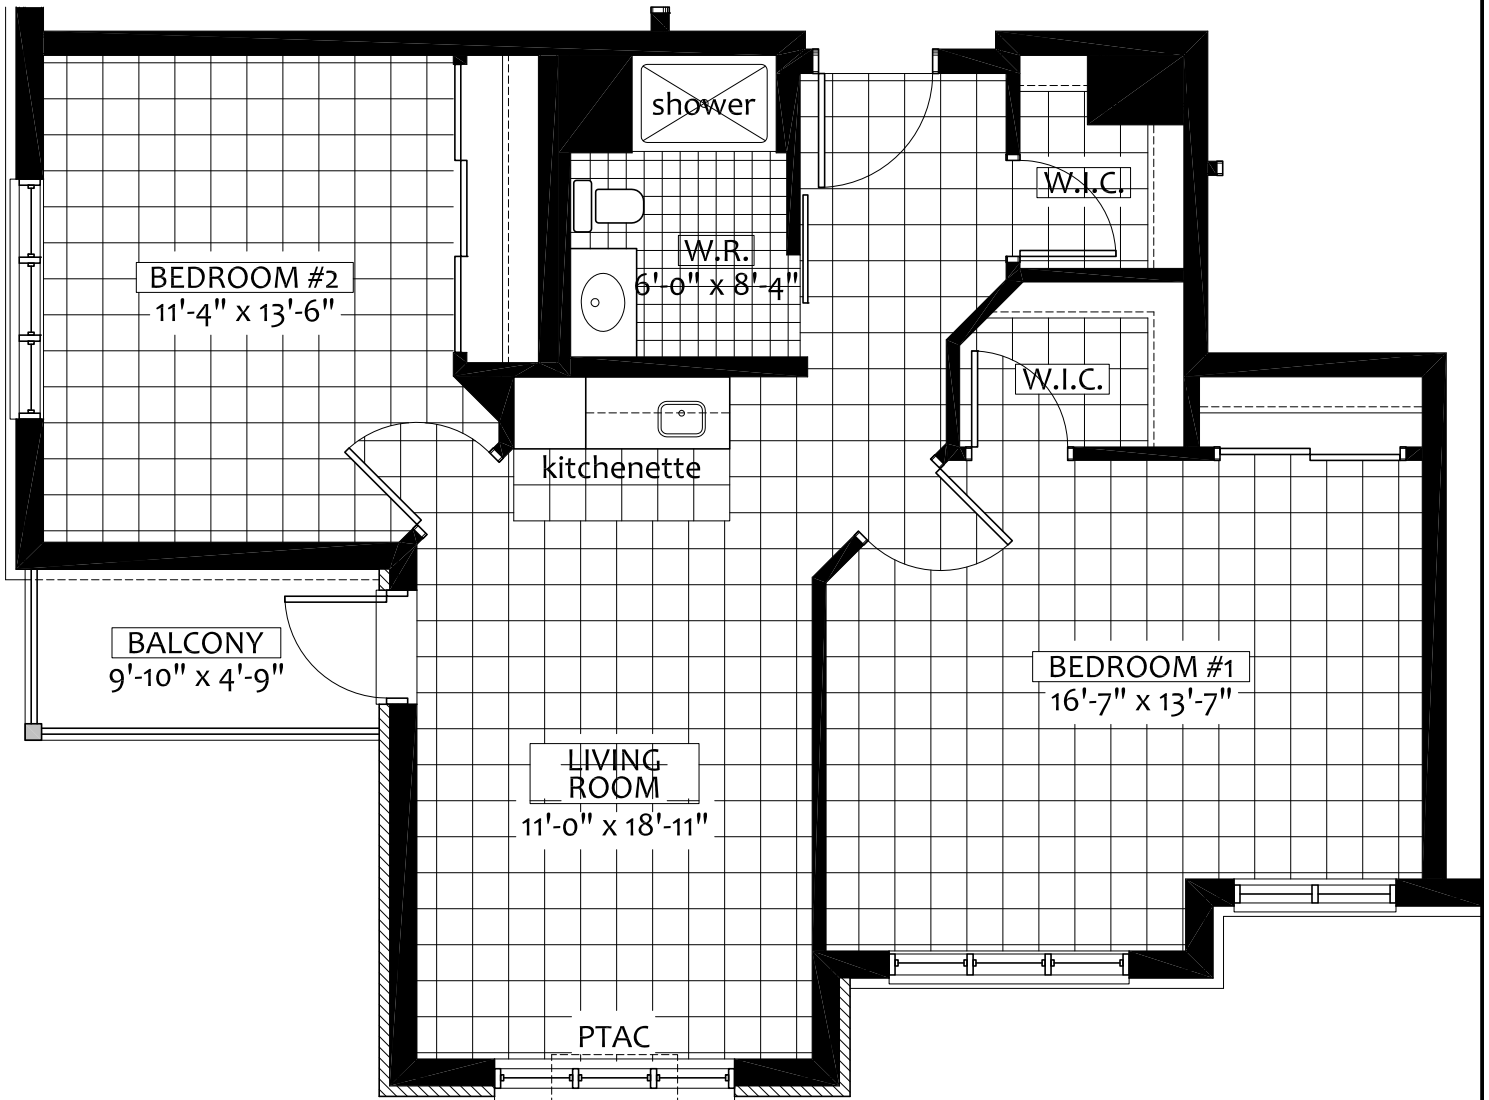 shower
W.I.C.
W.R.
6'-0" x 8'-4"
BEDROOM #2
11'-4" x 13'-6"
W.I.C.
kitchenette
BALCONY
9'-10" x 4'-9"
BEDROOM #1
16'-7" x 13'-7"
LIVING
ROOM
11'-0" x 18'-11"
PTAC